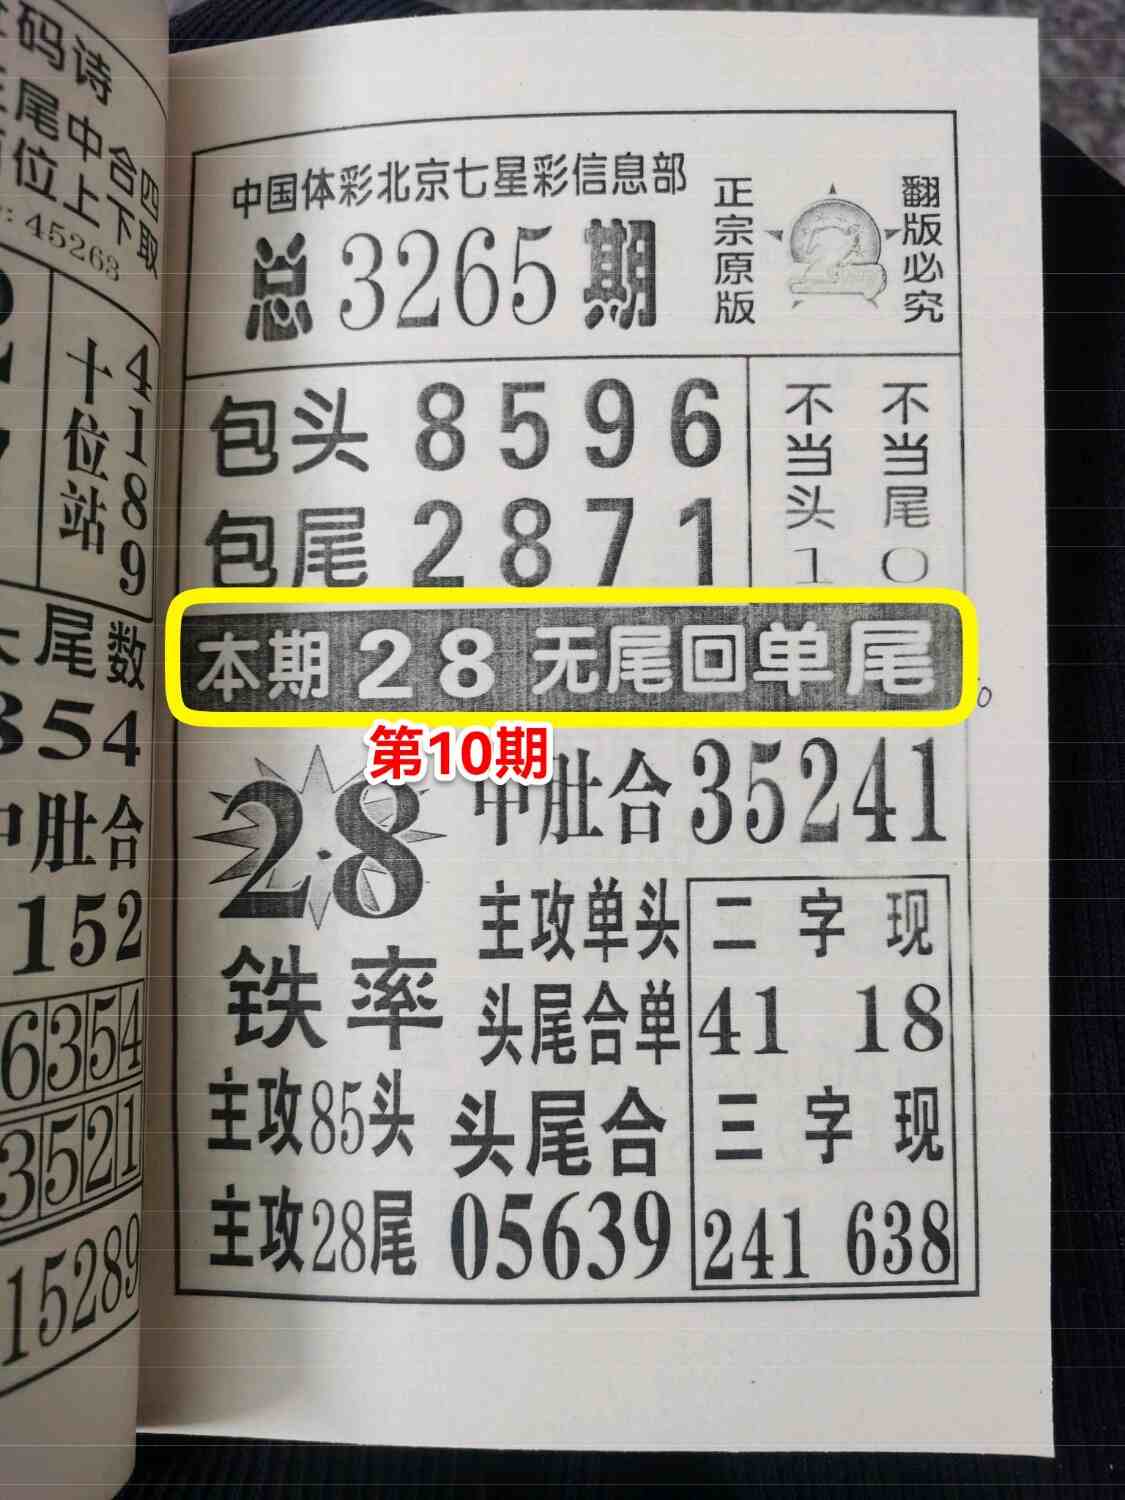 码诗
尾中合四
位上下取
: 45263
十位站
4189
尾数
354
肚合
152
6354
3521
15289
中国体彩北京七星彩信息部
总3265期
正宗原版
翻版必究
包头 8596
包尾 2871
不当头1
不当尾0
本期28无尾回单尾
第10期
28
铁率
主攻85头
主攻28尾
中肚合35241
主攻单头
头尾合单
头尾合
05639
二字现
41 18
三字现
241 638